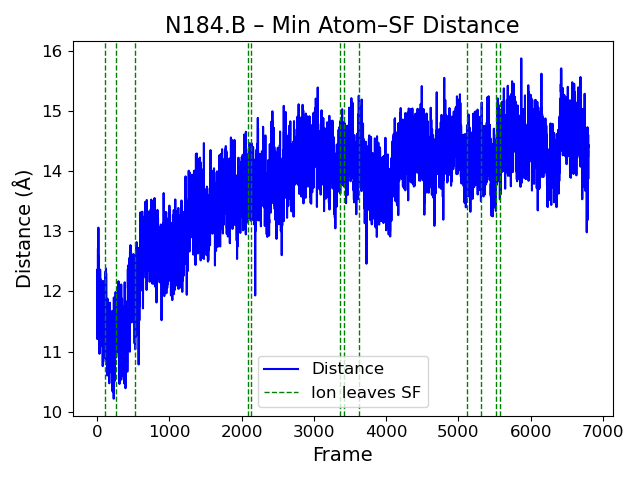 N184.B – Min Atom–SF Distance
Distance (Å)
16
15
14
13
12
11
10
Distance
Ion leaves SF
0 1000 2000 3000 4000 5000 6000 7000
Frame